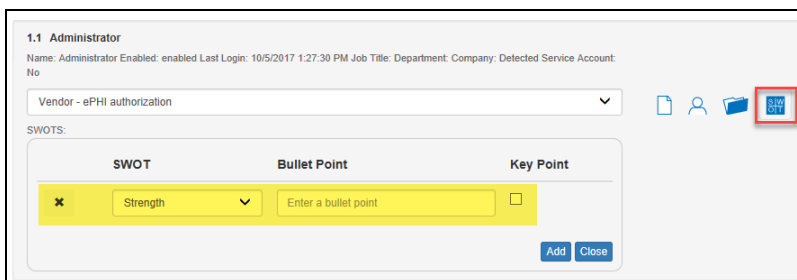 1.1 Administrator
Name: Administrator Enabled: enabled Last Login: 10/5/2017 1:27:30 PM Job Title: Department: Company: Detected Service Account:
No
Vendor - ePHI authorization
SW
OT
SWOTS:
SWOT Bullet Point Key Point
Strength Enter a bullet point
Add Close